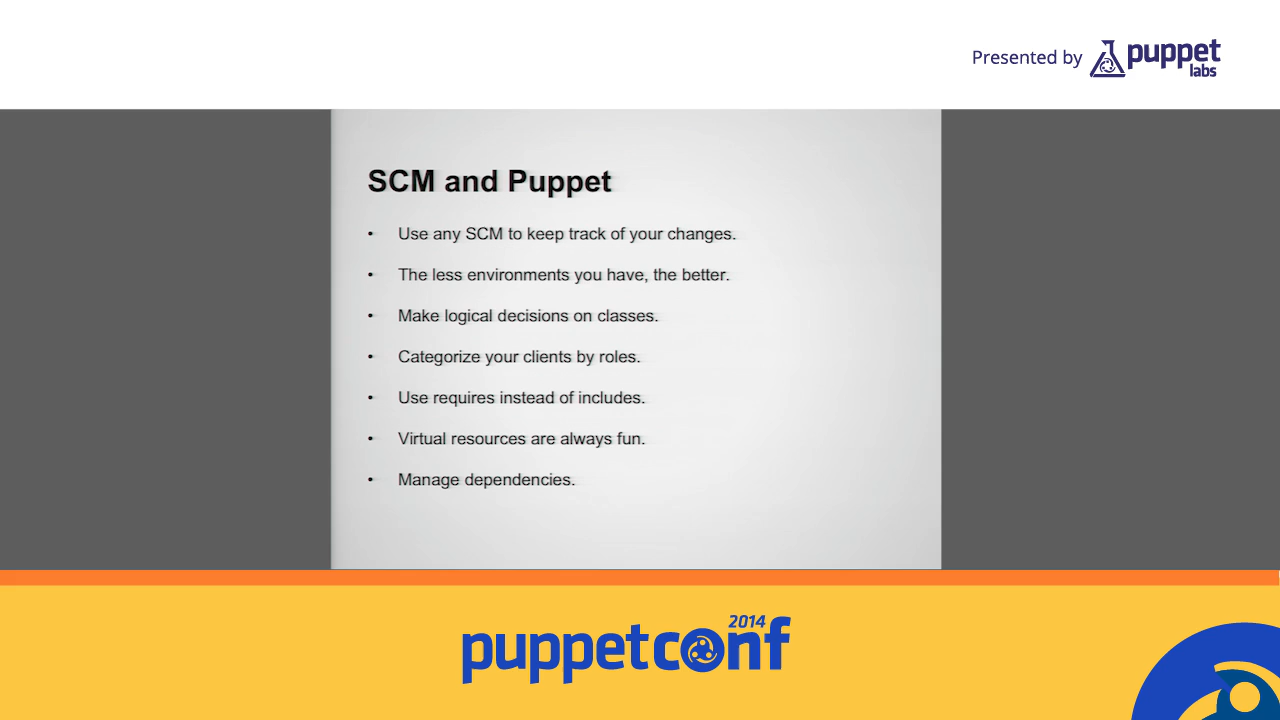 Presented by puppet labs
SCM and Puppet
• Use any SCM to keep track of your changes.
• The less environments you have, the better.
• Make logical decisions on classes.
• Categorize your clients by roles.
• Use requires instead of includes.
• Virtual resources are always fun.
• Manage dependencies.
puppetconf 2014